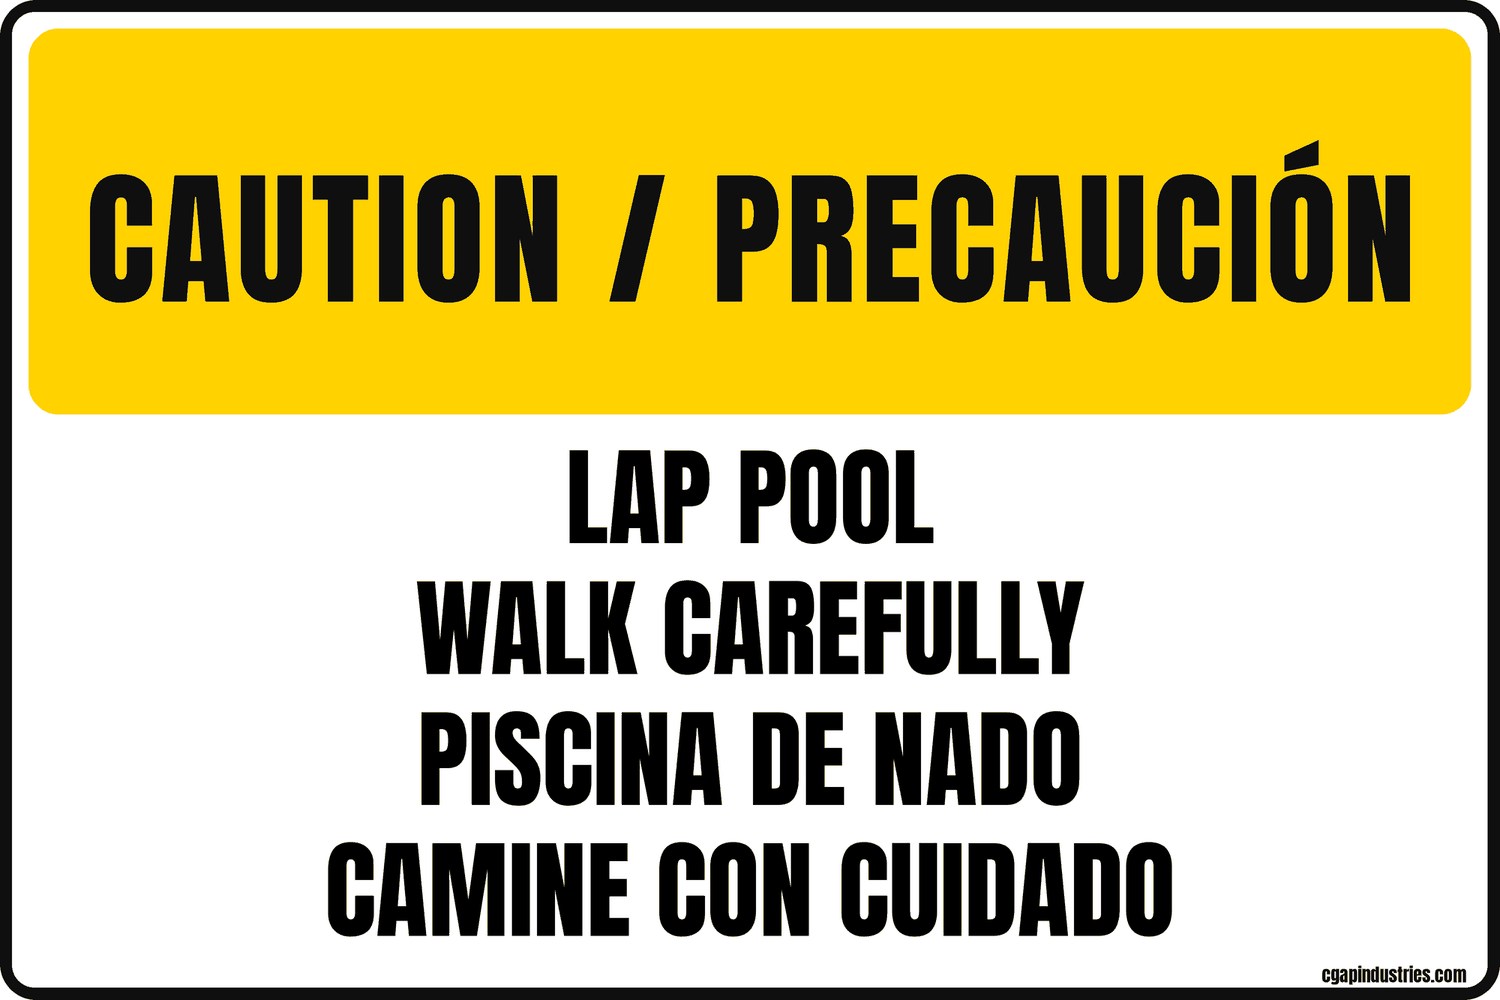 CAUTION / PRECAUCIÓN
LAP POOL
WALK CAREFULLY
PISCINA DE NADO
CAMINE CON CUIDADO
cgapindustries.com